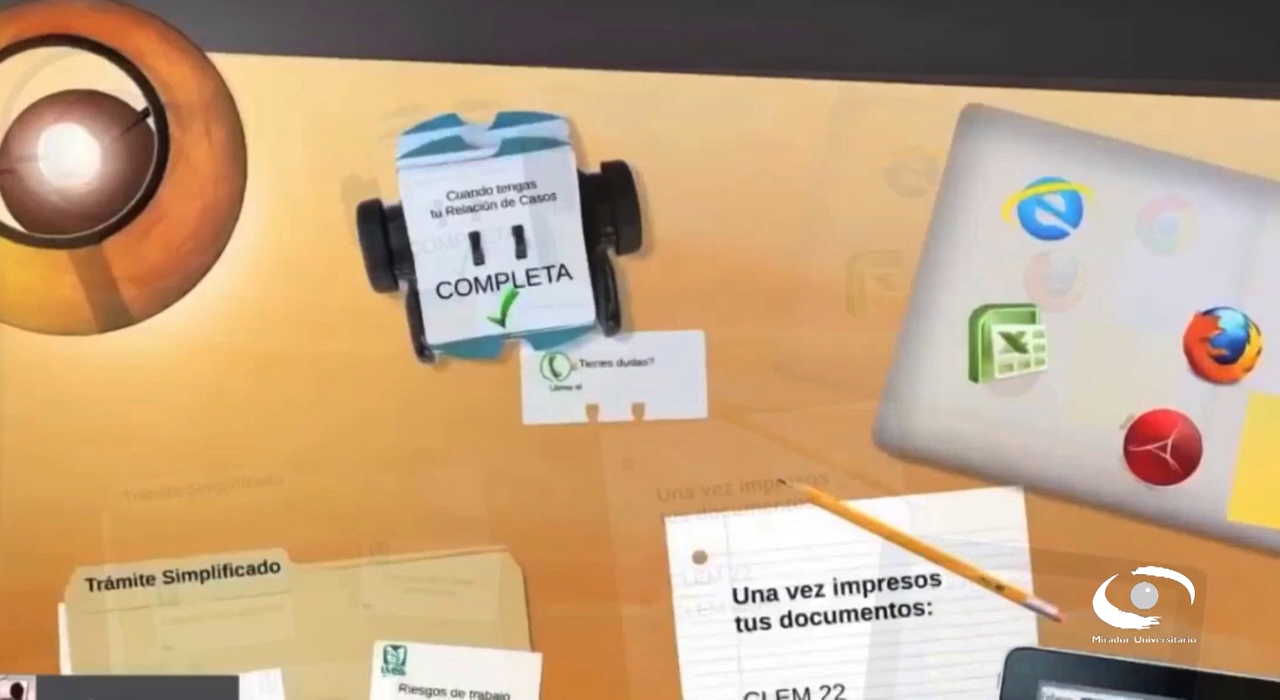 Cuando tengas
tu Relación de Casos
COMPLETA
¿Tienes dudas?
Llama al
Trámite Simplificado
Una vez impresos
tus documentos:
CLEM 22
IMSS
Riesgos de trabajo
Mirador Universitario